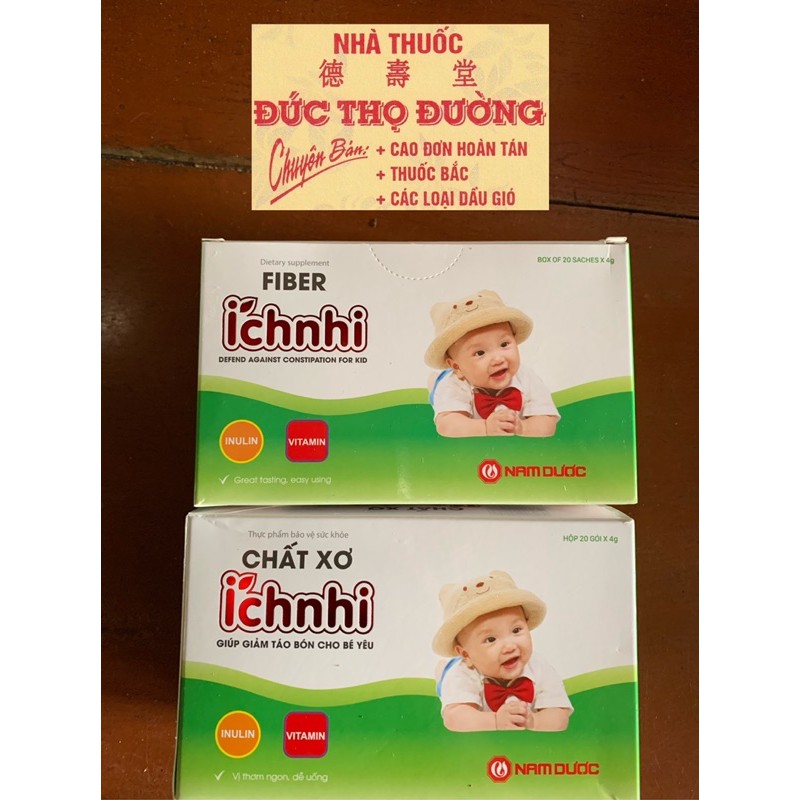 NHÀ THUỐC
德壽堂
ĐỨC THỌ ĐƯỜNG
Chuyên Bán:
+ CAO ĐƠN HOÀN TÁN
+ THUỐC BẮC
+ CÁC LOẠI DẦU GIÓ
Dietary supplement
BOX OF 20 SACHES X 4g
FIBER
ichnhi
DEFEND AGAINST CONSTIPATION FOR KID
INULIN
VITAMIN
Great tasting, easy using
NAM DƯỢC
CHẤT XƠ
Thực phẩm bảo vệ sức khỏe
HỘP 20 GÓI X 4g
CHẤT XƠ
ichnhi
GIÚP GIẢM TÁO BÓN CHO BÉ YÊU
INULIN
VITAMIN
Vị thơm ngon, dễ uống
NAM DƯỢC